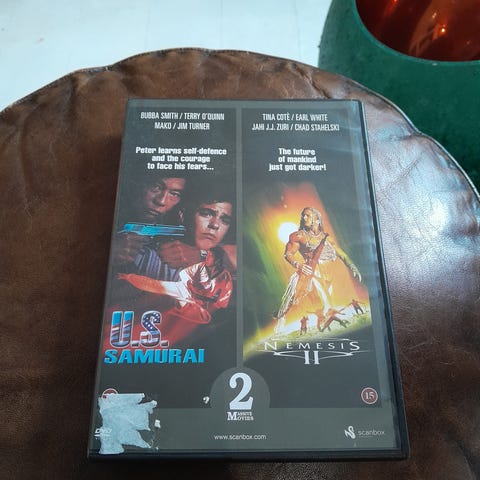 BUBBA SMITH / TERRY O'QUINN
MAKO / JIM TURNER
Peter learns self-defence
and the courage
to face his fears...
U.S.
SAMURAI
TINA COTÈ / EARL WHITE
JAHI J.J. ZURI / CHAD STAHELSKI
The future
of mankind
just got darker!
NEMESIS
II
2
MASSIVE
MOVIES
15
DVD
www.scanbox.com
scanbox